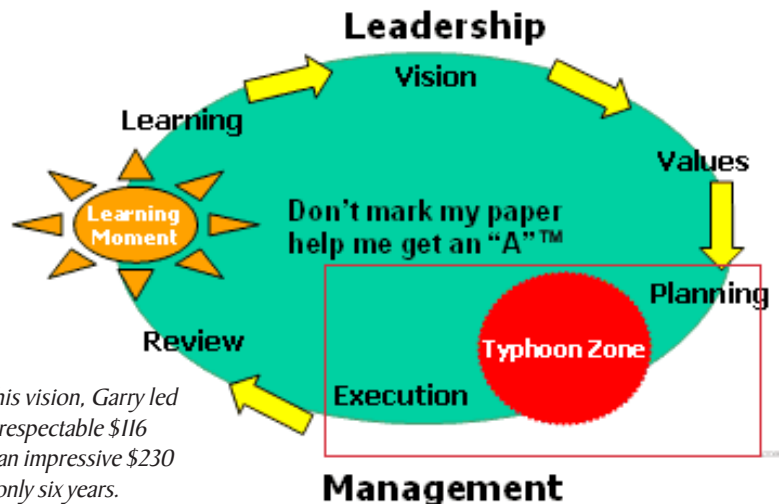 Leadership
Vision
Learning
Values
Learning
Moment
Don't mark my paper
help me get an “A”™
Planning
Typhoon Zone
Review
Execution
his vision, Garry led
respectable $116
an impressive $230
only six years.
Management